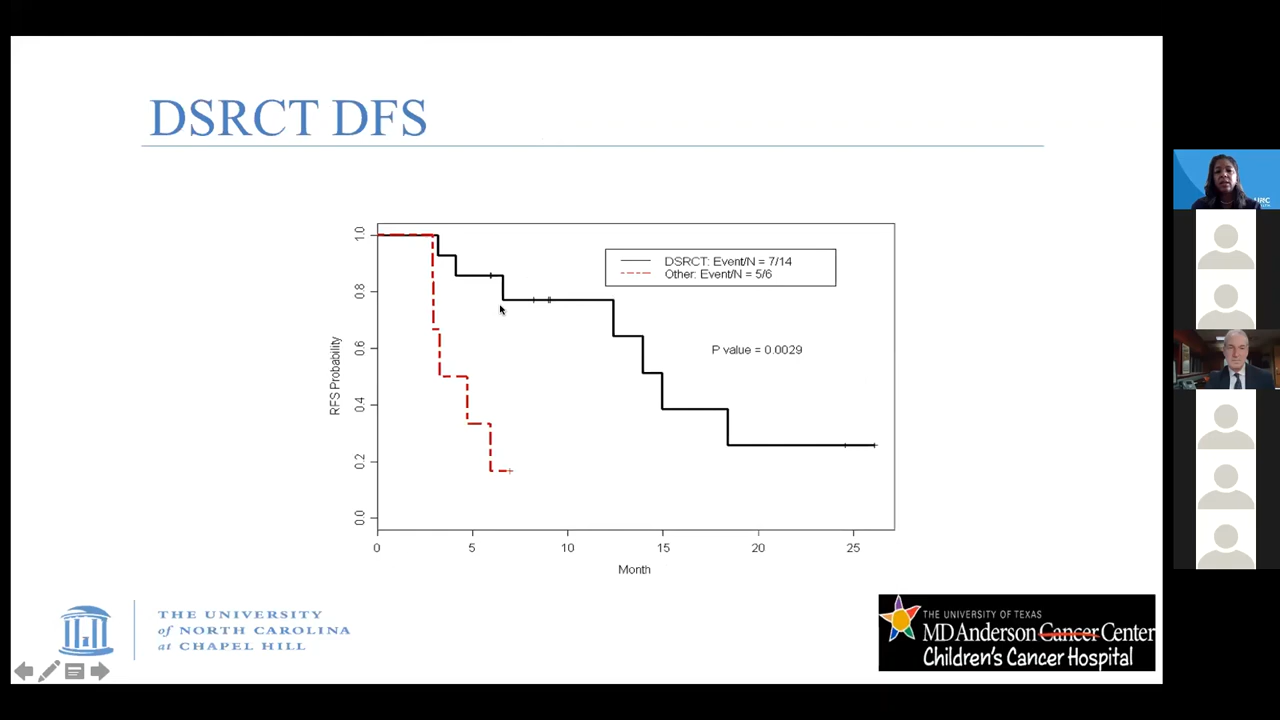 DSRCT DFS
DSRCT: Event/N = 7/14
Other: Event/N = 5/6
P value = 0.0029
RFS Probability
1.0
0.8
0.6
0.4
0.2
0.0
0 5 10 15 20 25
Month
THE UNIVERSITY
of NORTH CAROLINA
at CHAPEL HILL
THE UNIVERSITY OF TEXAS
MD Anderson Cancer Center
Children's Cancer Hospital